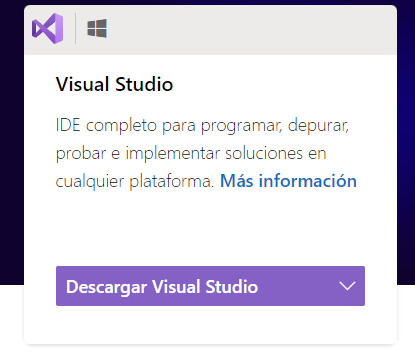 Visual Studio
IDE completo para programar, depurar,
probar e implementar soluciones en
cualquier plataforma. Más información
Descargar Visual Studio